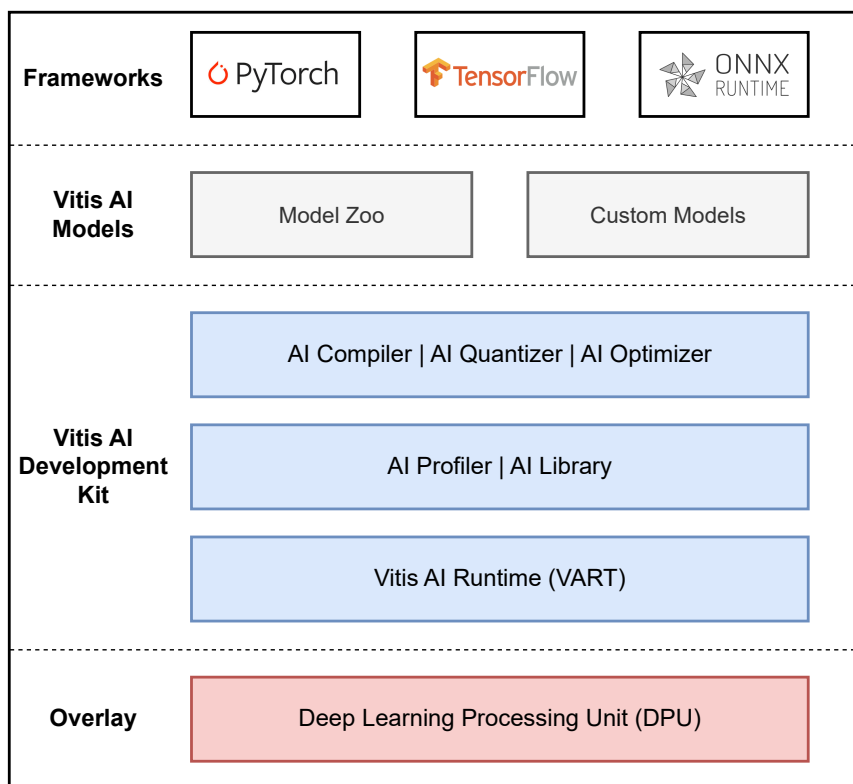 Frameworks
PyTorch
TensorFlow
ONNX
RUNTIME
Vitis AI
Models
Model Zoo
Custom Models
Vitis AI
Development
Kit
AI Compiler | AI Quantizer | AI Optimizer
AI Profiler | AI Library
Vitis AI Runtime (VART)
Overlay
Deep Learning Processing Unit (DPU)